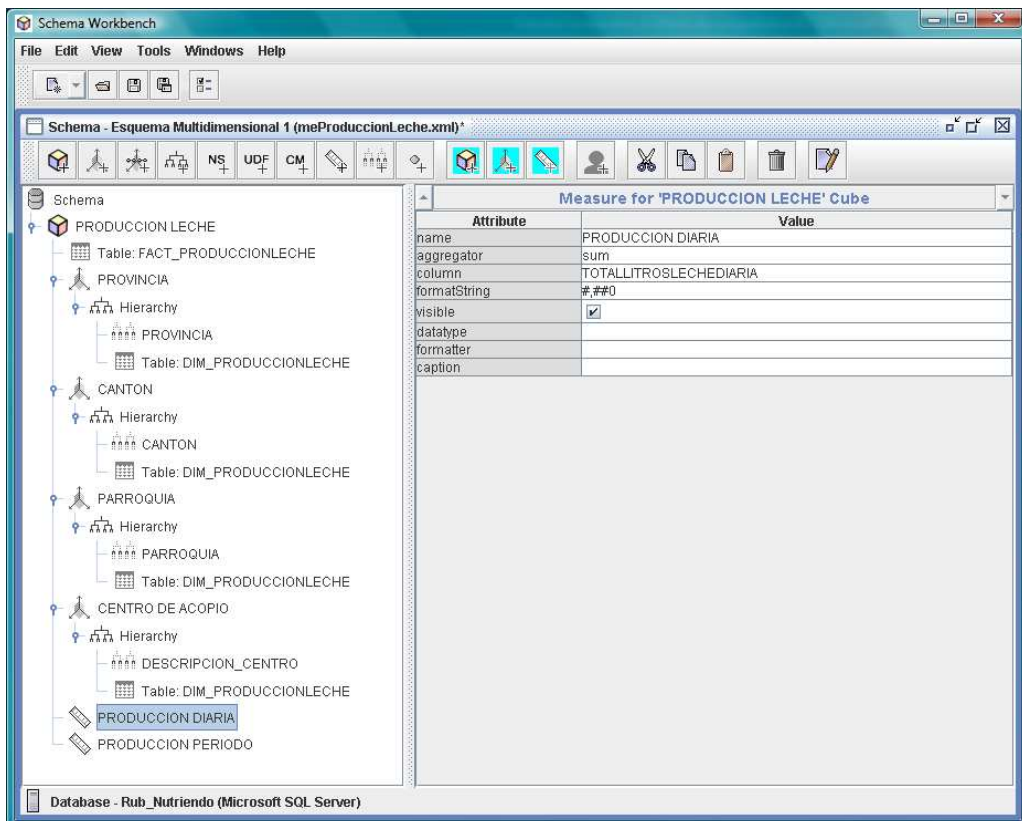 Schema Workbench
File Edit View Tools Windows Help
Schema - Esquema Multidimensional 1 (meProduccionLeche.xml)*
NS UDF CM
Schema
PRODUCCION LECHE
Table: FACT_PRODUCCIONLECHE
PROVINCIA
Hierarchy
PROVINCIA
Table: DIM_PRODUCCIONLECHE
CANTON
Hierarchy
CANTON
Table: DIM_PRODUCCIONLECHE
PARROQUIA
Hierarchy
PARROQUIA
Table: DIM_PRODUCCIONLECHE
CENTRO DE ACOPIO
Hierarchy
DESCRIPCION_CENTRO
Table: DIM_PRODUCCIONLECHE
PRODUCCION DIARIA
PRODUCCION PERIODO
Measure for 'PRODUCCION LECHE' Cube
Attribute Value
name PRODUCCION DIARIA
aggregator sum
column TOTALLITROSLECHEDIARIA
formatString #,##0
visible
datatype
formatter
caption
Database - Rub_Nutriendo (Microsoft SQL Server)